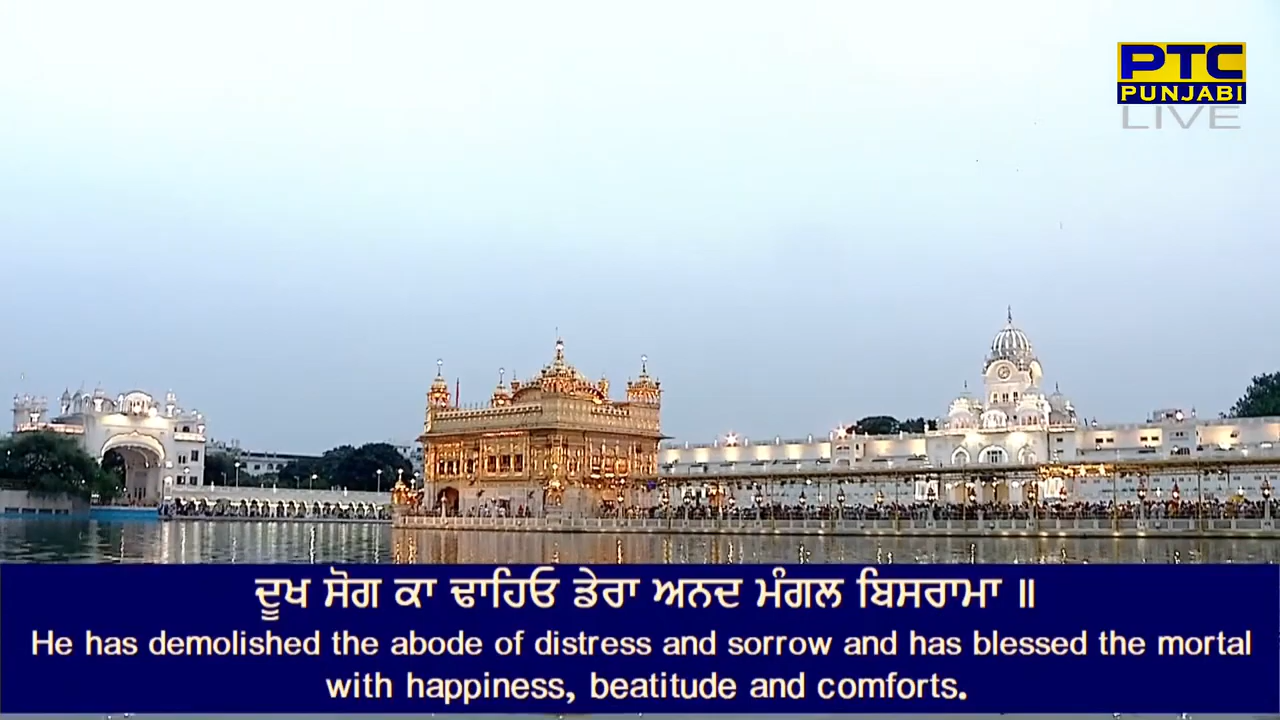 PTC
PUNJABI
LIVE
ਦੂਖ ਸੋਗ ਕਾ ਢਾਹਿਓ ਡੇਰਾ ਅਨਦ ਮੰਗਲ ਬਿਸਰਾਮਾ ॥
He has demolished the abode of distress and sorrow and has blessed the mortal
with happiness, beatitude and comforts.